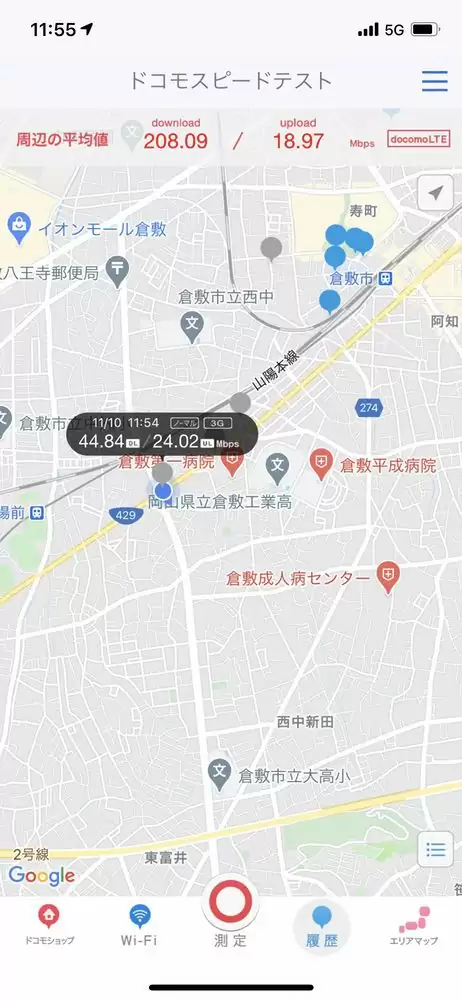 11:55
5G
ドコモスピードテスト
周辺の平均値
download
208.09
/
upload
18.97
Mbps
docomoLTE
寿町
イオンモール倉敷
八王寺郵便局
倉敷市
倉敷市立西中
阿知
山陽本線
274
倉敷市立中
11/10 11:54 ノーマル 3G
44.84 DL / 24.02 UL Mbps
倉敷第一病院
倉敷平成病院
岡山県立倉敷工業高
陽前
429
倉敷成人病センター
西中新田
倉敷市立大高小
2号線
東富井
Google
ドコモショップ
Wi-Fi
測定
履歴
エリアマップ